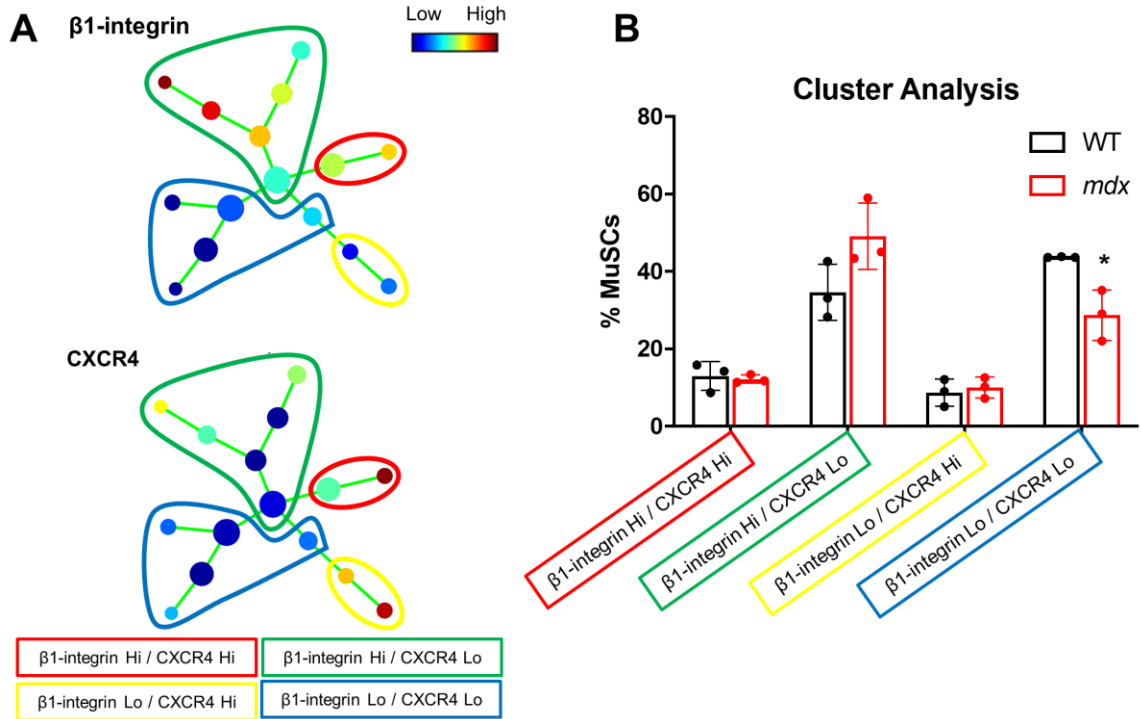 A
β1-integrin
Low High
CXCR4
β1-integrin Hi / CXCR4 Hi
β1-integrin Hi / CXCR4 Lo
β1-integrin Lo / CXCR4 Hi
β1-integrin Lo / CXCR4 Lo
B
Cluster Analysis
80
60
40
20
0
% MuSCs
WT
mdx
*
β1-integrin Hi / CXCR4 Hi
β1-integrin Hi / CXCR4 Lo
β1-integrin Lo / CXCR4 Hi
β1-integrin Lo / CXCR4 Lo